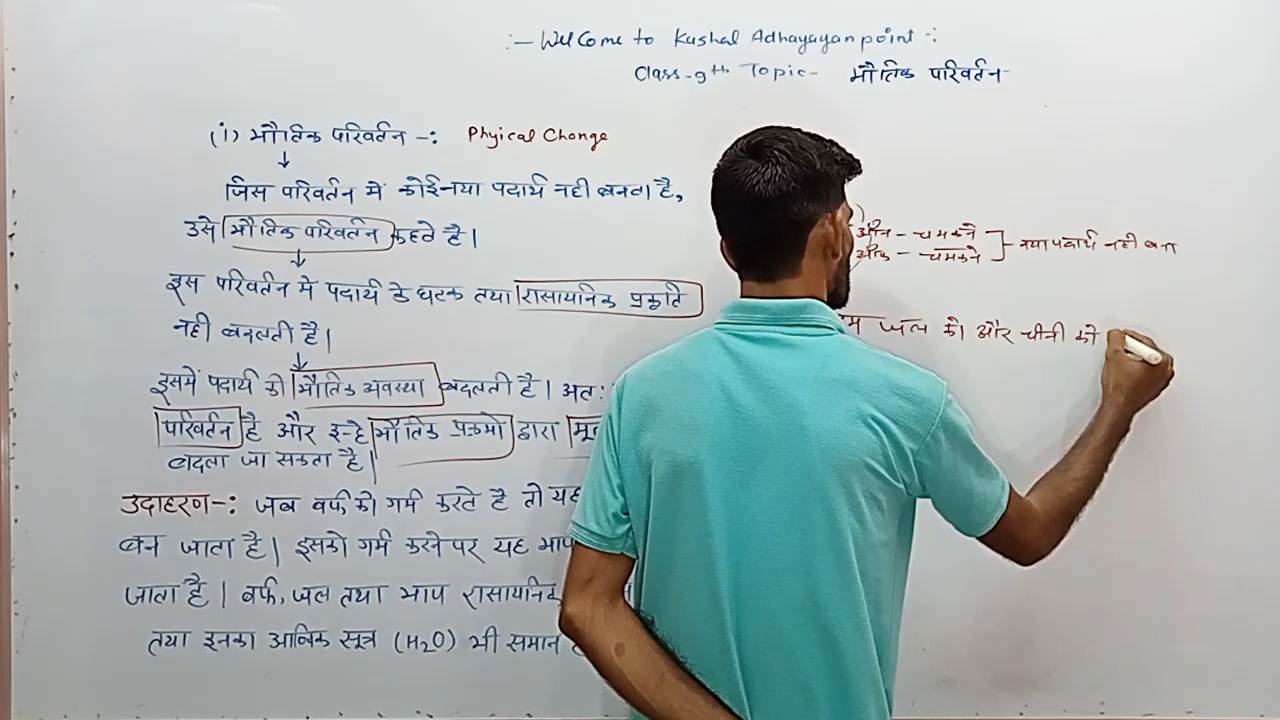 :- Welcome to Kushal Adhayayan point -:
Class-9th Topic- भौतिक परिवर्तन
(i) भौतिक परिवर्तन -: Phyical Change
जिस परिवर्तन में कोई नया पदार्थ नही बनता है,
उसे भौतिक परिवर्तन कहते है।
इस परिवर्तन में पदार्थ के घटक तथा रासायनिक प्रकृति
नही बदलती है।
इसमें पदार्थ की भौतिक अवस्था बदलती है। अतः
परिवर्तन है और इन्हे भौतिक प्रक्रमो द्वारा
बदला जा सकता है।
उदाहरण-: जब बर्फ को गर्म करते है तो यह
बन जाता है। इसको गर्म करने पर यह भाप
जाता है। बर्फ, जल तथा भाप रासायनिक
तथा इनका आण्विक सूत्र (H2O) भी समान
ऑन - चमकने
ऑफ - चमकने
नया पदार्थ नही बना
जल को और चीनी को